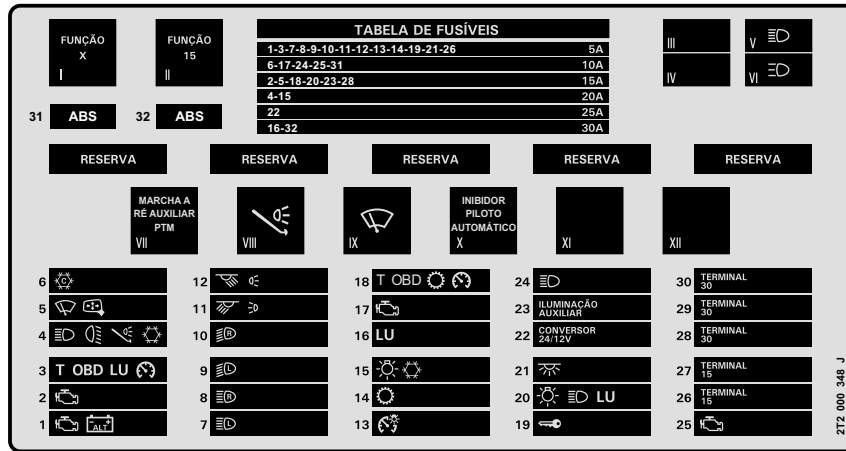 FUNÇÃO
X
I
FUNÇÃO
15
II
TABELA DE FUSÍVEIS
1-3-7-8-9-10-11-12-13-14-19-21-26 5A
6-17-24-25-31 10A
2-5-18-20-23-28 15A
4-15 20A
22 25A
16-32 30A
III
V
IV
VI
31 ABS
32 ABS
RESERVA RESERVA RESERVA RESERVA RESERVA
MARCHA A
RÉ AUXILIAR
PTM
VII
VIII
IX
INIBIDOR
PILOTO
AUTOMÁTICO
X
XI
XII
6 C
5
4
3 T OBD LU
2
1 ALT
12
11
10 R
9 L
8 R
7 L
18 T OBD
17
16 LU
15
14
13
24
23 ILUMINAÇÃO
AUXILIAR
22 CONVERSOR
24/12V
21
20 LU
19
30 TERMINAL
30
29 TERMINAL
30
28 TERMINAL
30
27 TERMINAL
15
26 TERMINAL
15
25
2T2 000 348 J